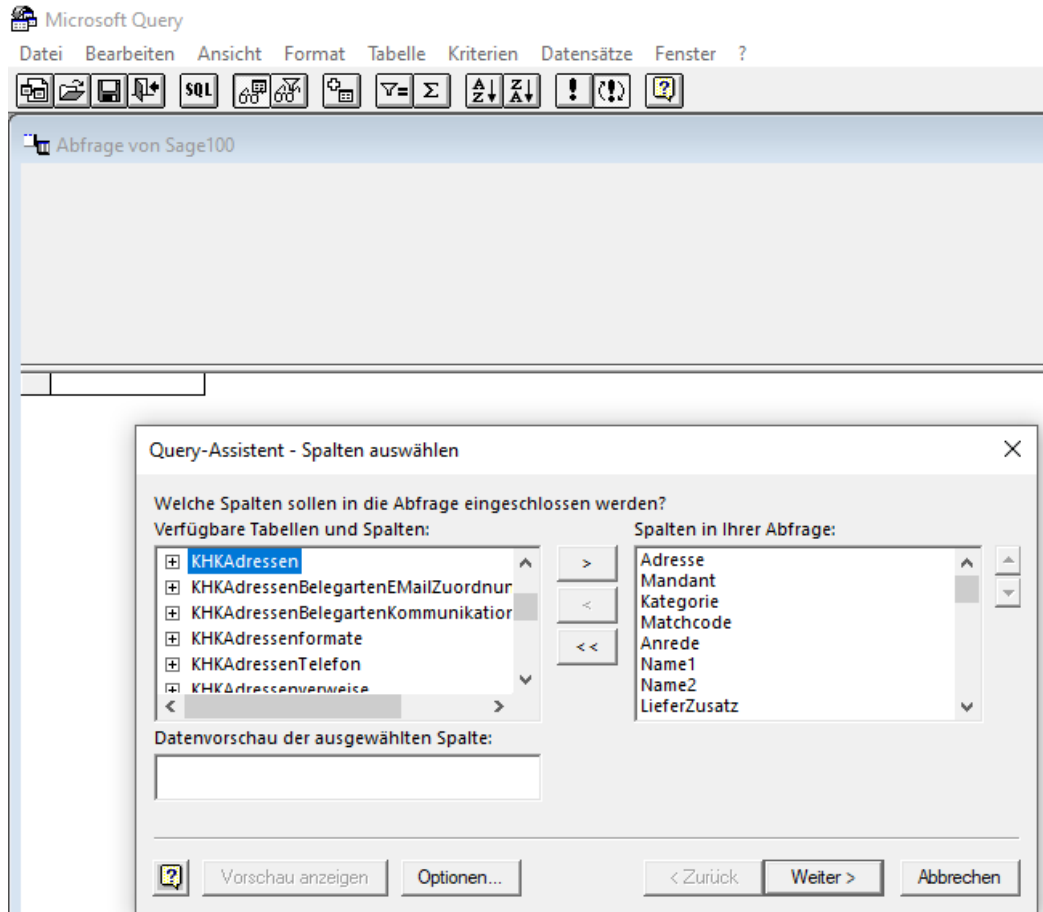 Microsoft Query
Datei Bearbeiten Ansicht Format Tabelle Kriterien Datensätze Fenster ?
SQL
Abfrage von Sage100
Query-Assistent - Spalten auswählen
Welche Spalten sollen in die Abfrage eingeschlossen werden?
Verfügbare Tabellen und Spalten: Spalten in Ihrer Abfrage:
KHKAdressen
KHKAdressenBelegartenEMailZuordnur
KHKAdressenBelegartenKommunikation
KHKAdressenformate
KHKAdressenTelefon
KHKAdressenverweise
>
<
<<
Adresse
Mandant
Kategorie
Matchcode
Anrede
Name1
Name2
LieferZusatz
Datenvorschau der ausgewählten Spalte:
Vorschau anzeigen Optionen... < Zurück Weiter > Abbrechen